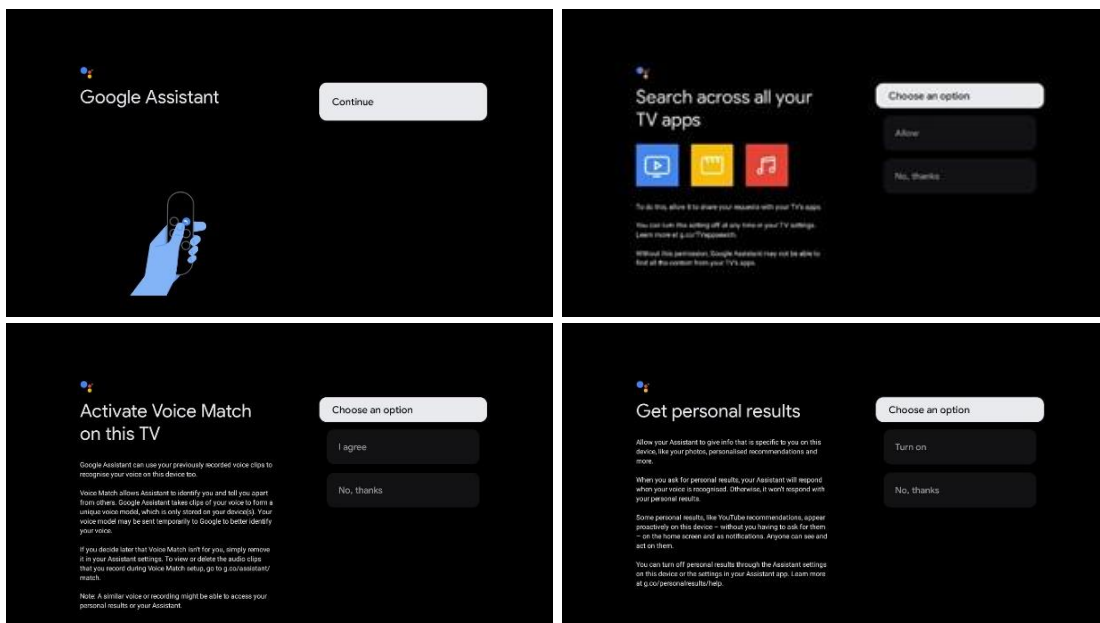 Google Assistant
Continue
Search across all your
TV apps
To do this, allow it to share your requests with your TV's apps.
You can turn this setting off at any time in your TV settings.
Learn more at g.co/TVappsearch.
Without this permission, Google Assistant may not be able to
find all the content from your TV's apps.
Choose an option
Allow
No, thanks
Activate Voice Match
on this TV
Google Assistant can use your previously recorded voice clips to
recognise your voice on this device too.
Voice Match allows Assistant to identify you and tell you apart
from others. Google Assistant takes clips of your voice to form a
unique voice model, which is only stored on your device(s). Your
voice model may be sent temporarily to Google to better identify
your voice.
If you decide later that Voice Match isn't for you, simply remove
it in your Assistant settings. To view or delete the audio clips
that you record during Voice Match setup, go to g.co/assistant/
match.
Note: A similar voice or recording might be able to access your
personal results or your Assistant.
Choose an option
I agree
No, thanks
Get personal results
Allow your Assistant to give info that is specific to you on this
device, like your photos, personalised recommendations and
more.
When you ask for personal results, your Assistant will respond
when your voice is recognised. Otherwise, it won't respond with
your personal results.
Some personal results, like YouTube recommendations, appear
proactively on this device – without you having to ask for them
– on the home screen and as notifications. Anyone can see and
act on them.
You can turn off personal results through the Assistant settings
on this device or the settings in your Assistant app. Learn more
at g.co/personalresults/help.
Choose an option
Turn on
No, thanks